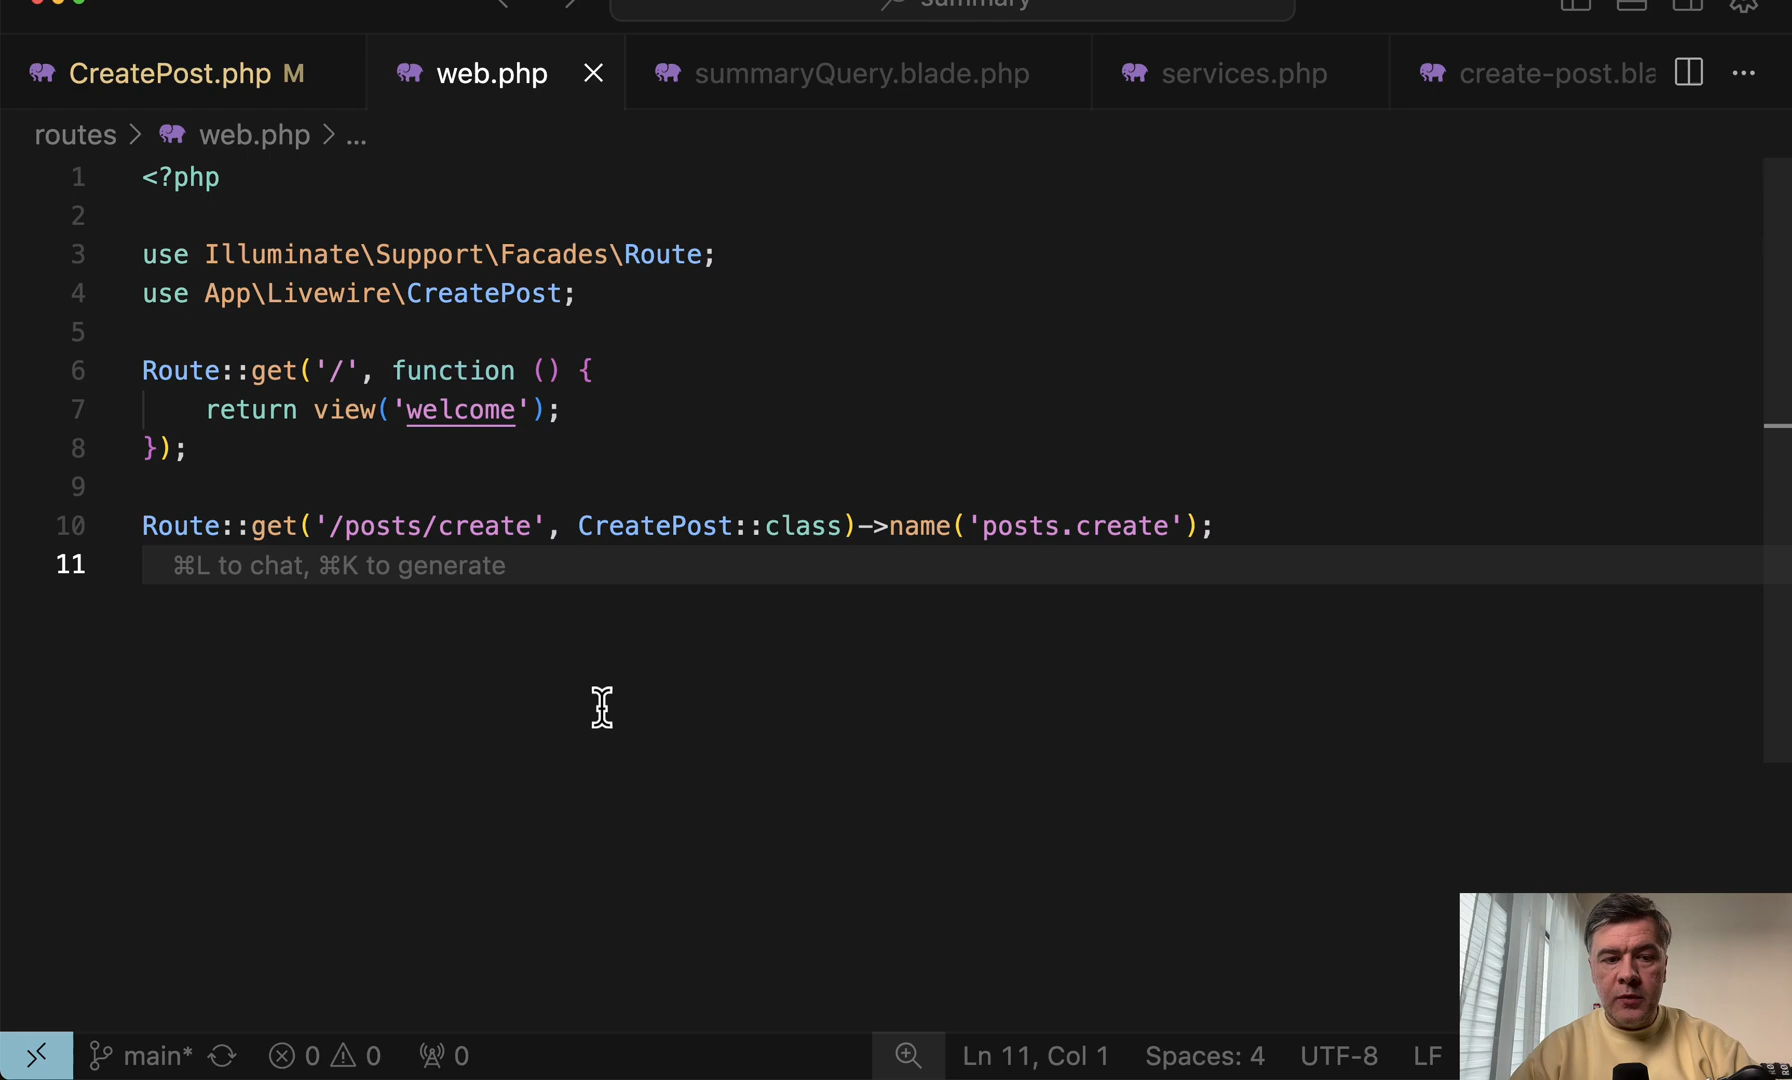 summary
CreatePost.php M
web.php
summaryQuery.blade.php
services.php
create-post.bla
routes > web.php > ...
1 <?php
2
3 use Illuminate\Support\Facades\Route;
4 use App\Livewire\CreatePost;
5
6 Route::get('/', function () {
7 return view('welcome');
8 });
9
10 Route::get('/posts/create', CreatePost::class)->name('posts.create');
11 ⌘L to chat, ⌘K to generate
main* 0 0 0 Ln 11, Col 1 Spaces: 4 UTF-8 LF